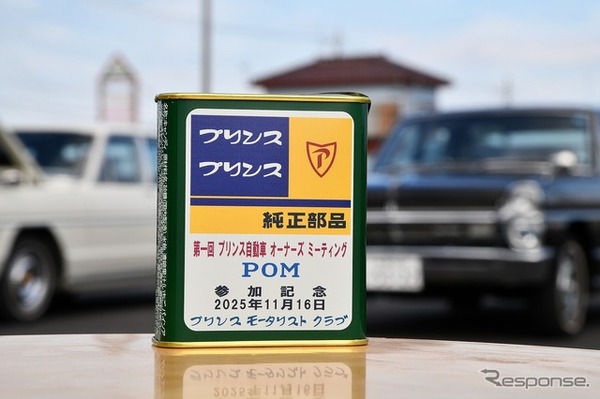 プリンス
プリンス
純正部品
第一回 プリンス自動車 オーナーズ ミーティング
POM
参加記念
2025年11月16日
プリンス モータリスト クラブ
Response.